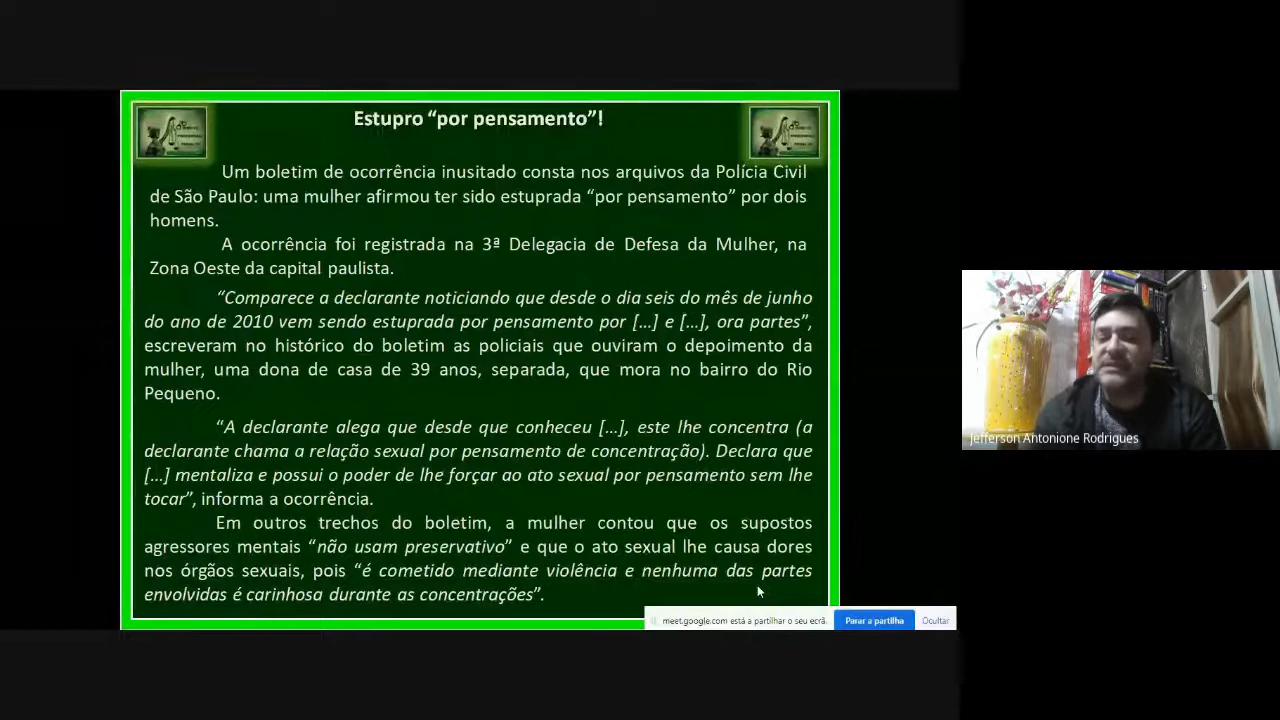 Estupro “por pensamento”!
Um boletim de ocorrência inusitado consta nos arquivos da Polícia Civil
de São Paulo: uma mulher afirmou ter sido estuprada “por pensamento” por dois
homens.
A ocorrência foi registrada na 3ª Delegacia de Defesa da Mulher, na
Zona Oeste da capital paulista.
“Comparece a declarante noticiando que desde o dia seis do mês de junho
do ano de 2010 vem sendo estuprada por pensamento por [...] e [...], ora partes”,
escreveram no histórico do boletim as policiais que ouviram o depoimento da
mulher, uma dona de casa de 39 anos, separada, que mora no bairro do Rio
Pequeno.
“A declarante alega que desde que conheceu [...], este lhe concentra (a
declarante chama a relação sexual por pensamento de concentração). Declara que
[...] mentaliza e possui o poder de lhe forçar ao ato sexual por pensamento sem lhe
tocar”, informa a ocorrência.
Em outros trechos do boletim, a mulher contou que os supostos
agressores mentais “não usam preservativo” e que o ato sexual lhe causa dores
nos órgãos sexuais, pois “é cometido mediante violência e nenhuma das partes
envolvidas é carinhosa durante as concentrações”.
meet.google.com está a partilhar o seu ecrã.
Parar a partilha
Ocultar
Jefferson Ahtonione Rodrigues